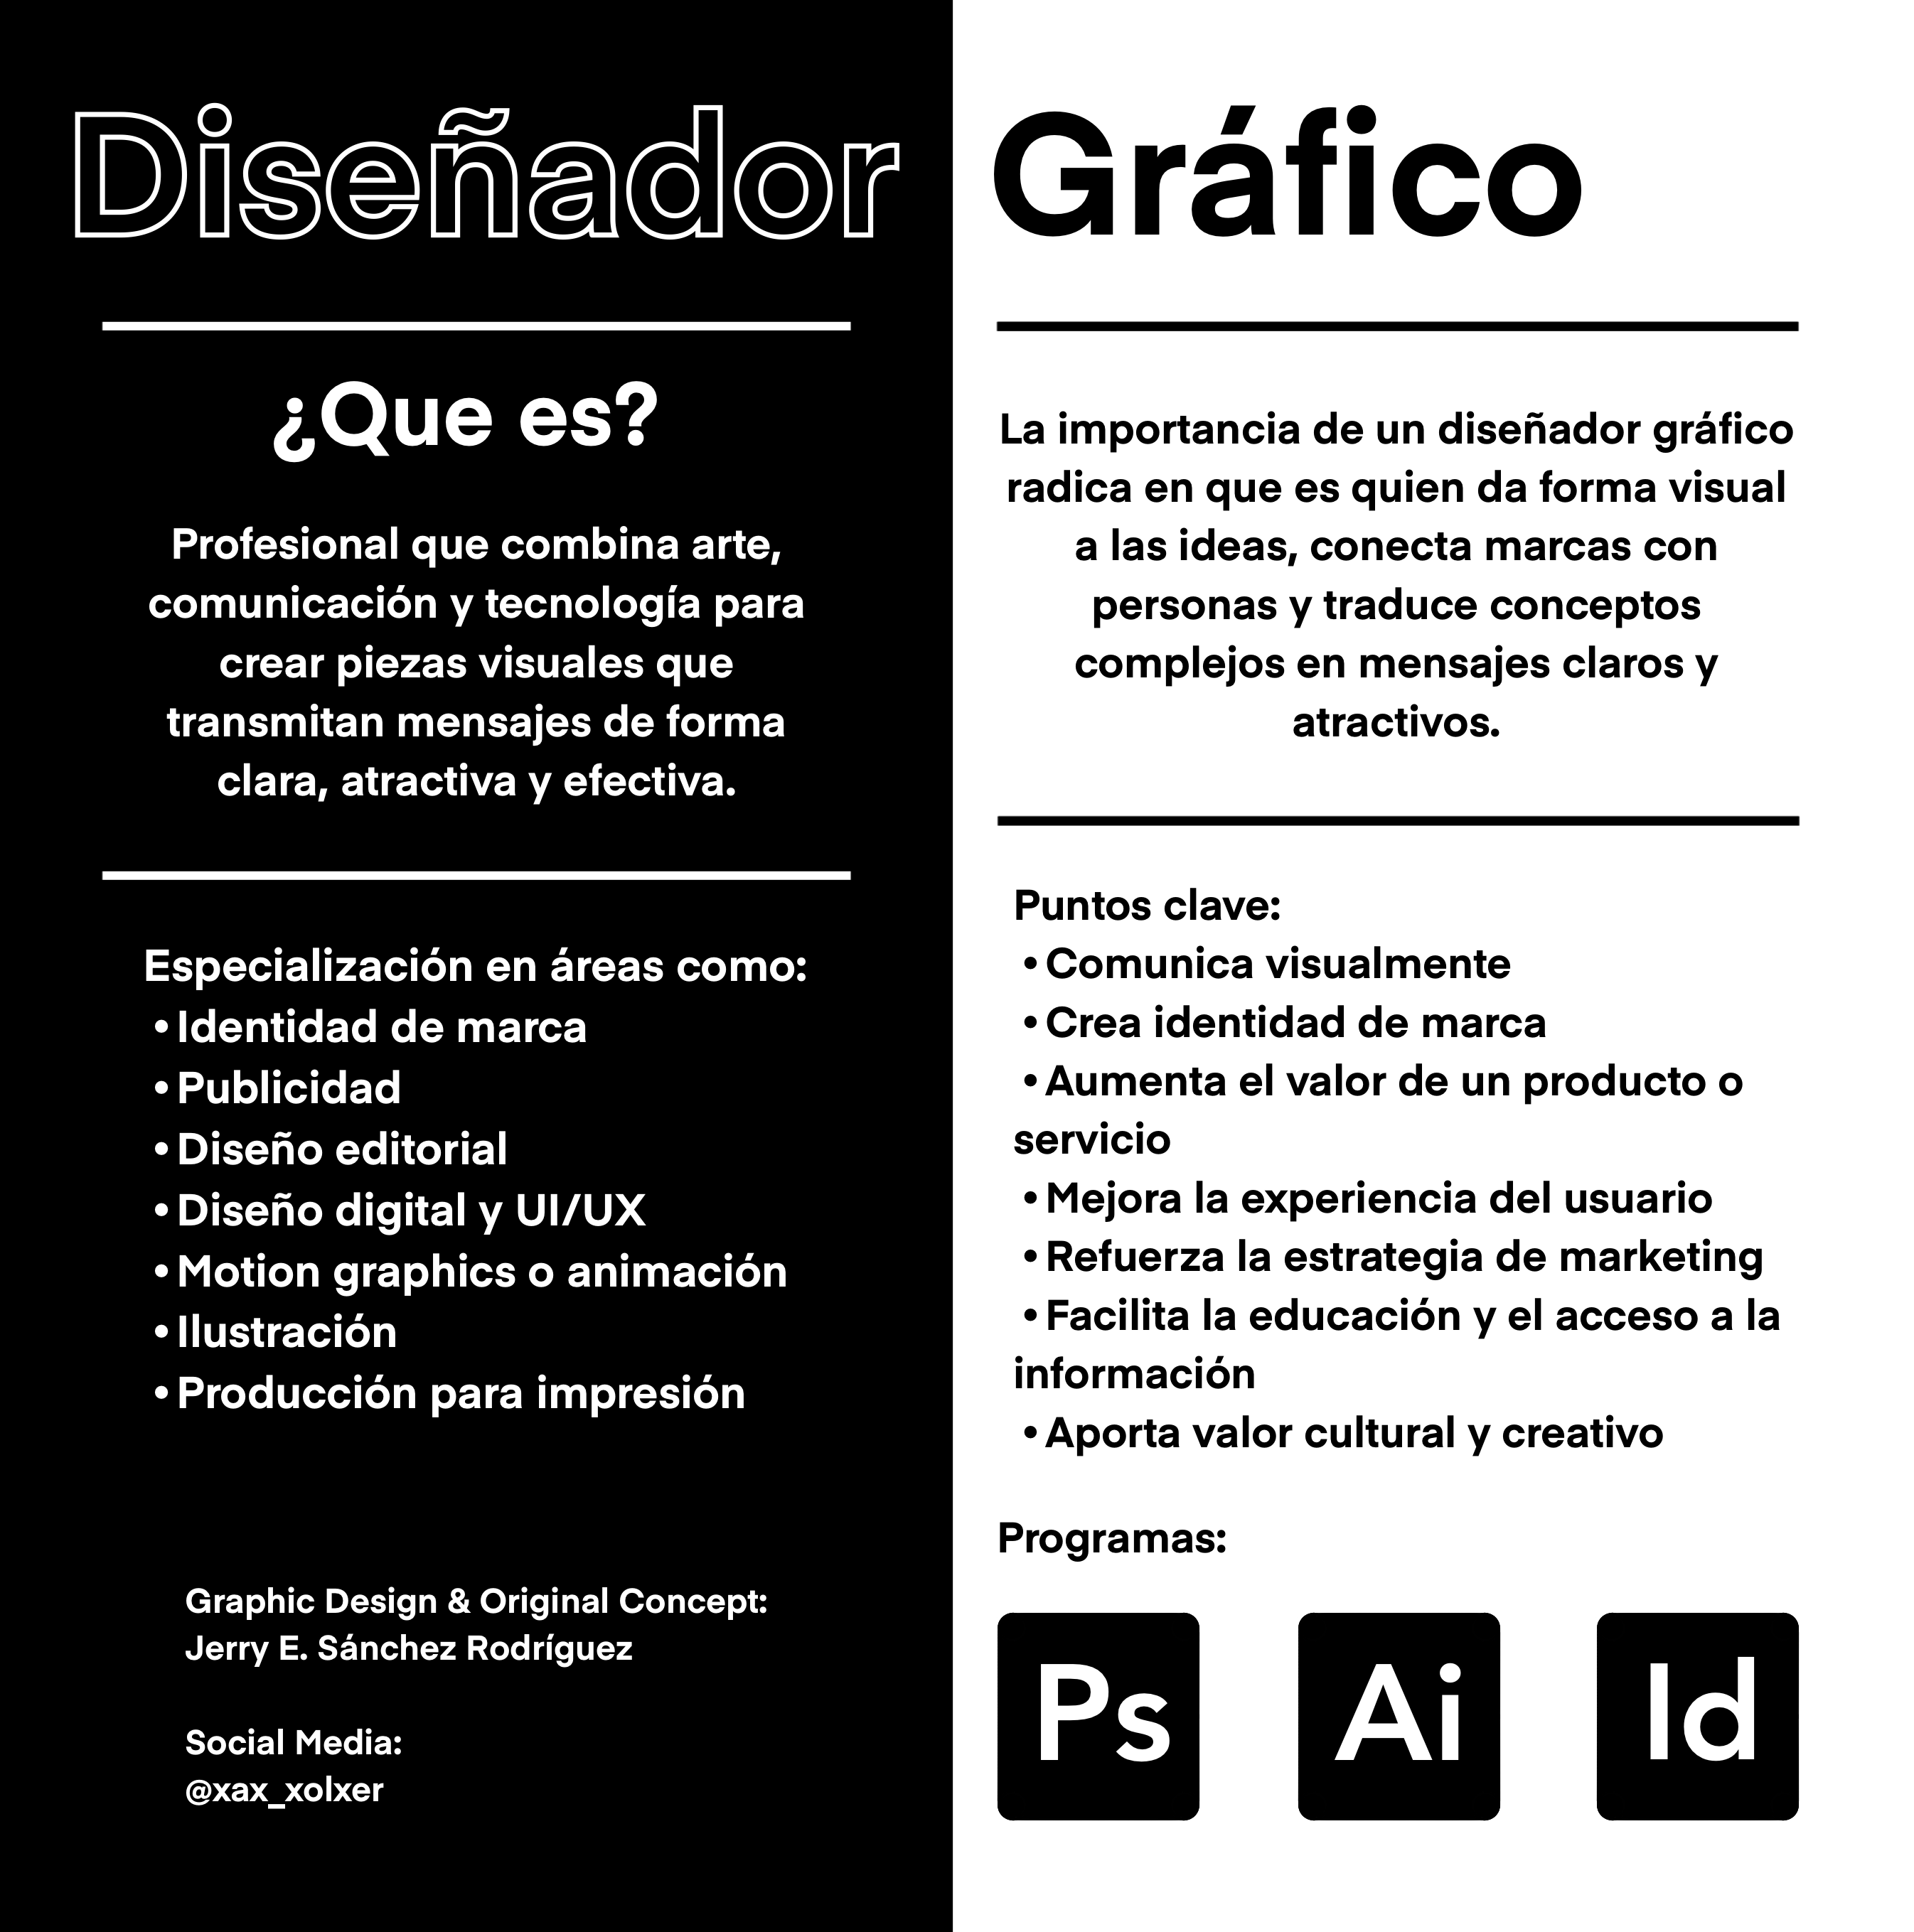 Diseñador
¿Que es?
Profesional que combina arte,
comunicación y tecnología para
crear piezas visuales que
transmitan mensajes de forma
clara, atractiva y efectiva.
Especialización en áreas como:
• Identidad de marca
• Publicidad
• Diseño editorial
• Diseño digital y UI/UX
• Motion graphics o animación
• Ilustración
• Producción para impresión
Graphic Design & Original Concept:
Jerry E. Sánchez Rodríguez
Social Media:
@xax_xolxer
Gráfico
La importancia de un diseñador gráfico
radica en que es quien da forma visual
a las ideas, conecta marcas con
personas y traduce conceptos
complejos en mensajes claros y
atractivos.
Puntos clave:
• Comunica visualmente
• Crea identidad de marca
• Aumenta el valor de un producto o
servicio
• Mejora la experiencia del usuario
• Refuerza la estrategia de marketing
• Facilita la educación y el acceso a la
información
• Aporta valor cultural y creativo
Programas:
Ps Ai Id